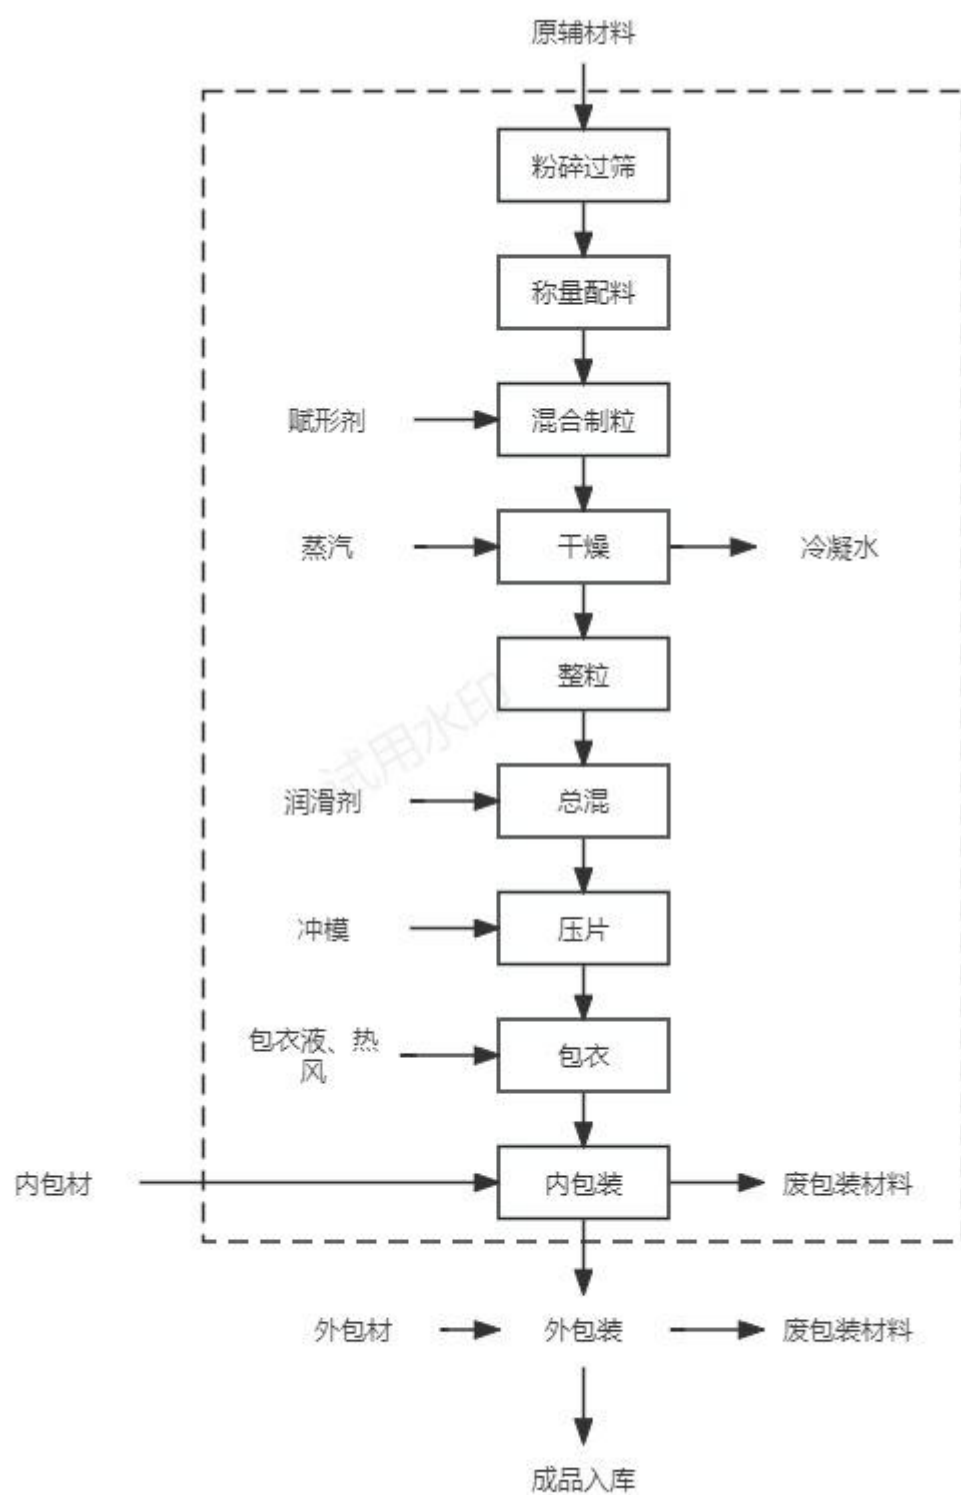 原辅材料
粉碎过筛
称量配料
赋形剂
混合制粒
蒸汽
干燥
冷凝水
整粒
试用水印
润滑剂
总混
冲模
压片
包衣液、热
风
包衣
内包材
内包装
废包装材料
外包材
外包装
废包装材料
成品入库